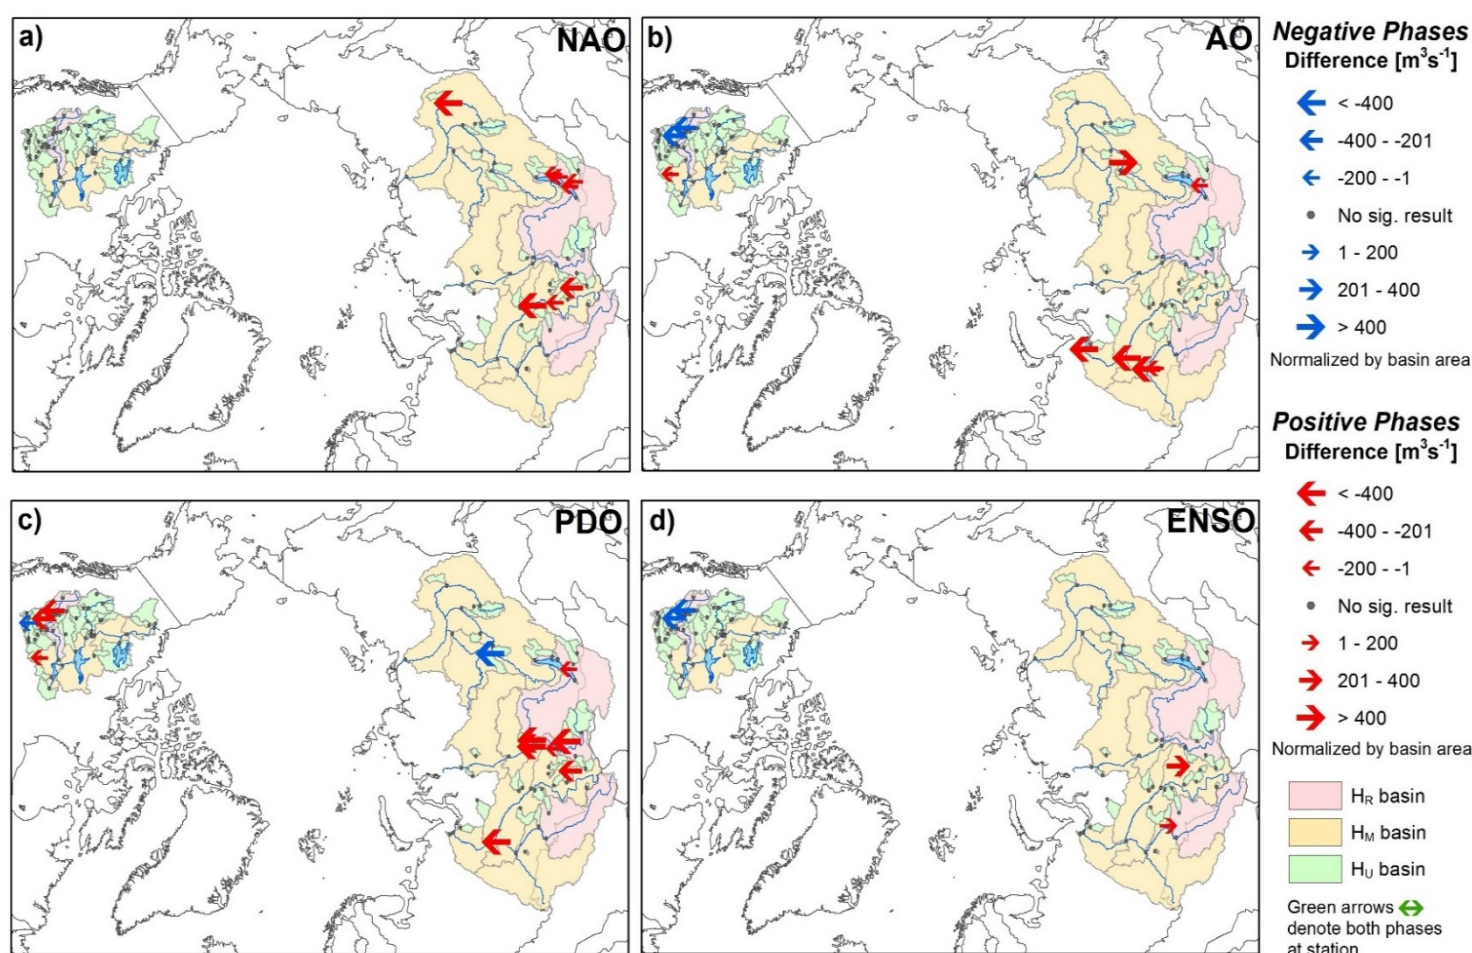 a)
NAO
b)
AO
c)
PDO
d)
ENSO
Negative Phases
Difference [m³s⁻¹]
< -400
-400 - -201
-200 - -1
No sig. result
1 - 200
201 - 400
> 400
Normalized by basin area
Positive Phases
Difference [m³s⁻¹]
< -400
-400 - -201
-200 - -1
No sig. result
1 - 200
201 - 400
> 400
Normalized by basin area
H_R basin
H_M basin
H_U basin
Green arrows
denote both phases
at station